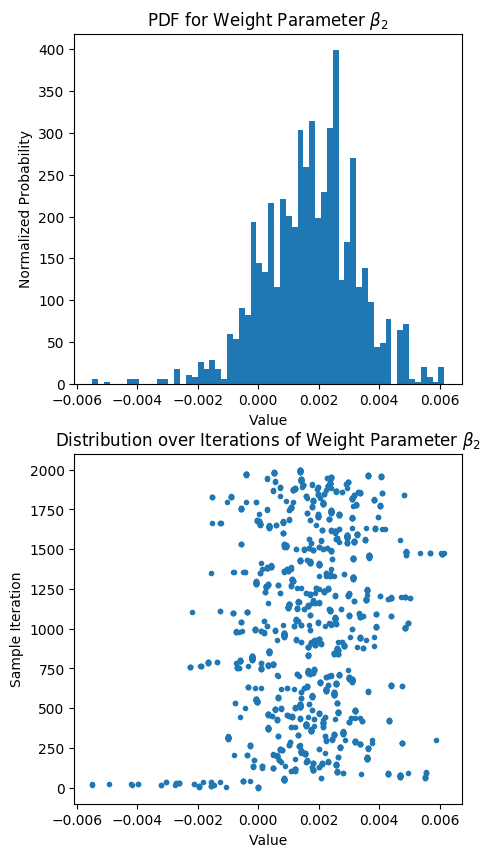 PDF for Weight Parameter β₂
400
350
300
250
200
150
100
50
0
Normalized Probability
−0.006 −0.004 −0.002 0.000 0.002 0.004 0.006
Value
Distribution over Iterations of Weight Parameter β₂
2000
1750
1500
1250
1000
750
500
250
0
Sample Iteration
−0.006 −0.004 −0.002 0.000 0.002 0.004 0.006
Value